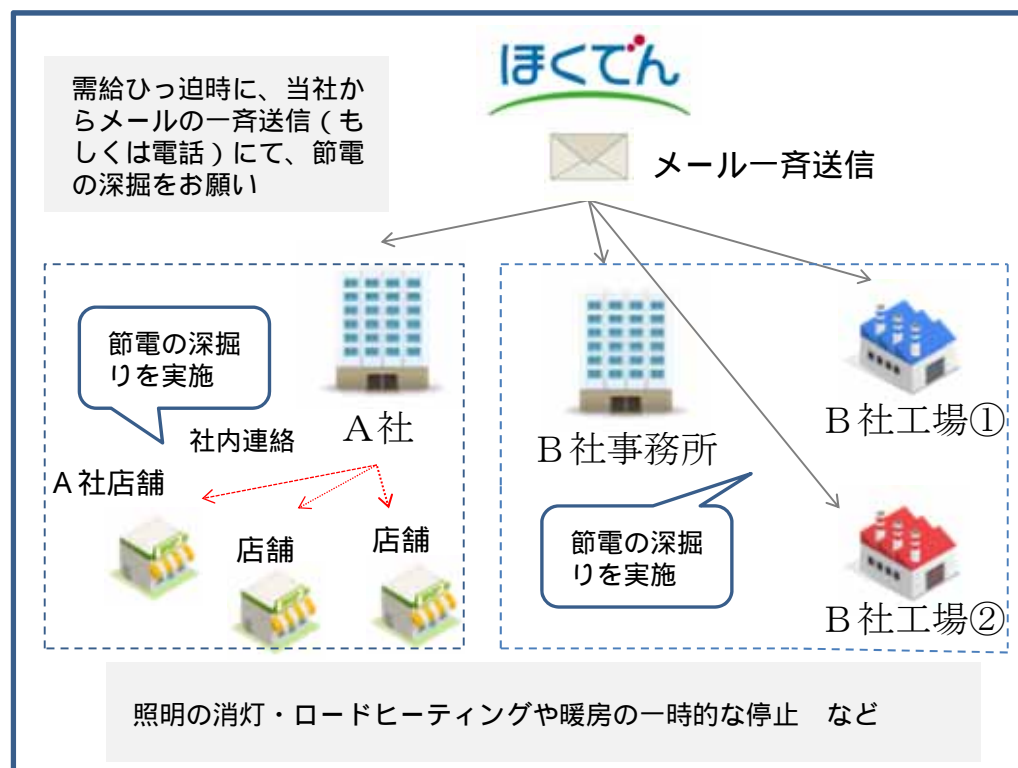 ほくでん
需給ひっ迫時に、当社か
らメールの一斉送信(も
しくは電話)にて、節電
の深掘をお願い
メール一斉送信
節電の深掘
りを実施
A社
社内連絡
A社店舗
店舗
店舗
B社事務所
B社工場①
節電の深掘
りを実施
B社工場②
照明の消灯・ロードヒーティングや暖房の一時的な停止 など